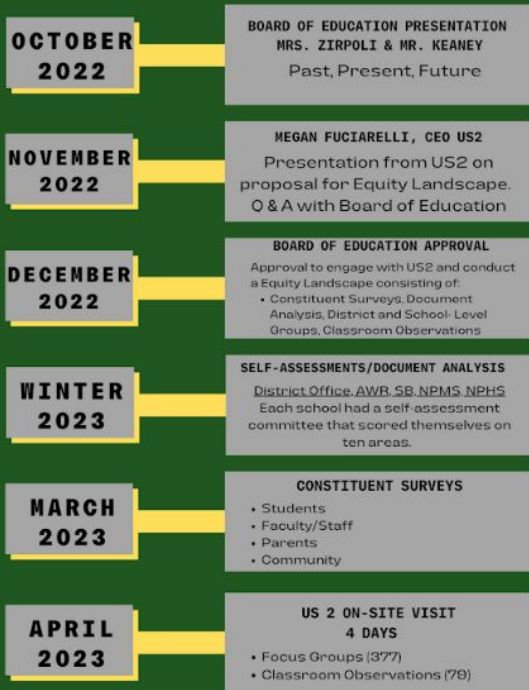 OCTOBER
2022
BOARD OF EDUCATION PRESENTATION
MRS. ZIRPOLI & MR. KEANEY
Past, Present, Future
NOVEMBER
2022
MEGAN FUCIARELLI, CEO US2
Presentation from US2 on
proposal for Equity Landscape.
Q & A with Board of Education
DECEMBER
2022
BOARD OF EDUCATION APPROVAL
Approval to engage with US2 and conduct
a Equity Landscape consisting of:
• Constituent Surveys, Document
Analysis, District and School- Level
Groups, Classroom Observations
WINTER
2023
SELF-ASSESSMENTS/DOCUMENT ANALYSIS
District Office, AWR, SB, NPMS, NPHS
Each school had a self-assessment
committee that scored themselves on
ten areas.
MARCH
2023
CONSTITUENT SURVEYS
• Students
• Faculty/Staff
• Parents
• Community
APRIL
2023
US 2 ON-SITE VISIT
4 DAYS
• Focus Groups (377)
• Classroom Observations (79)